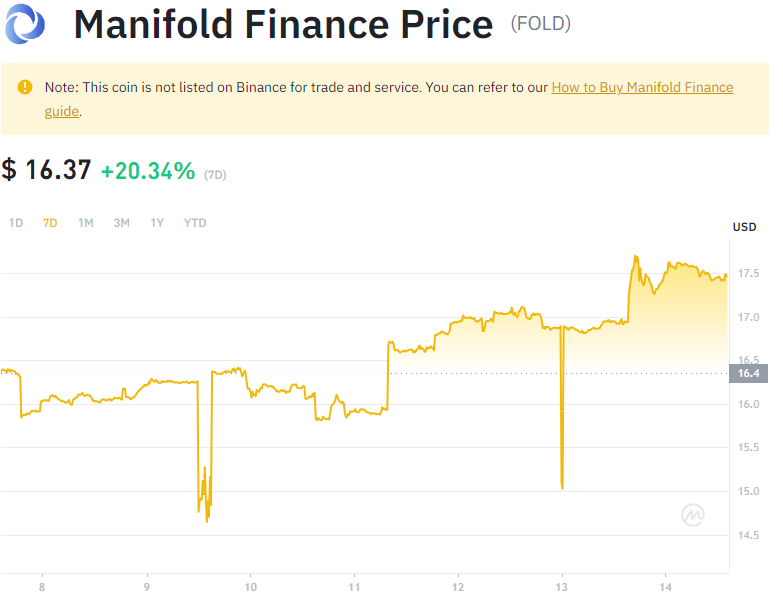 Manifold Finance Price (FOLD)
Note: This coin is not listed on Binance for trade and service. You can refer to our How to Buy Manifold Finance
guide.
$ 16.37 +20.34% (7D)
1D 7D 1M 3M 1Y YTD
USD
17.5
17.0
16.5
16.4
16.0
15.5
15.0
14.5
8 9 10 11 12 13 14